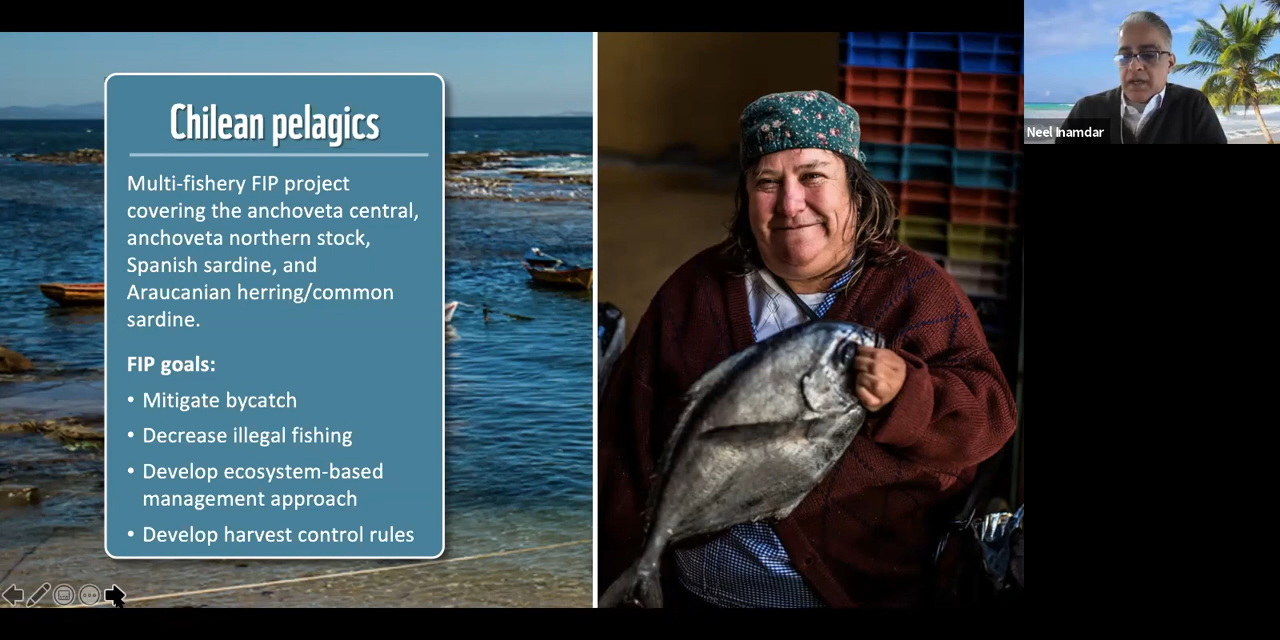 Chilean pelagics
Multi-fishery FIP project
covering the anchoveta central,
anchoveta northern stock,
Spanish sardine, and
Araucanian herring/common
sardine.
FIP goals:
• Mitigate bycatch
• Decrease illegal fishing
• Develop ecosystem-based
management approach
• Develop harvest control rules
Neel Inamdar